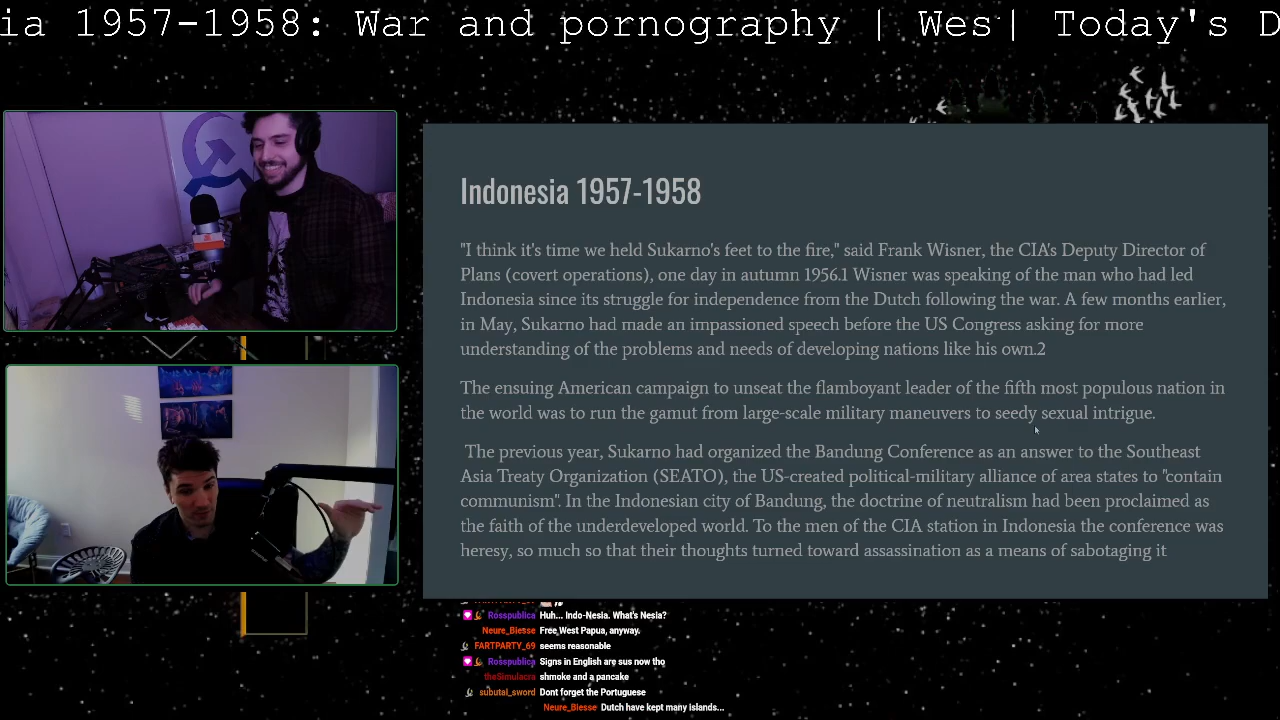 ia 1957-1958: War and pornography | Wes | Today's D
Indonesia 1957-1958
"I think it's time we held Sukarno's feet to the fire," said Frank Wisner, the CIA's Deputy Director of
Plans (covert operations), one day in autumn 1956.1 Wisner was speaking of the man who had led
Indonesia since its struggle for independence from the Dutch following the war. A few months earlier,
in May, Sukarno had made an impassioned speech before the US Congress asking for more
understanding of the problems and needs of developing nations like his own.2
The ensuing American campaign to unseat the flamboyant leader of the fifth most populous nation in
the world was to run the gamut from large-scale military maneuvers to seedy sexual intrigue.
The previous year, Sukarno had organized the Bandung Conference as an answer to the Southeast
Asia Treaty Organization (SEATO), the US-created political-military alliance of area states to "contain
communism". In the Indonesian city of Bandung, the doctrme of neutralism had been proclaimed as
the faith of the underdeveloped world. To the men of the CIA station in Indonesia the conference was
heresy, so much so that their thoughts turned toward assassination as a means of sabotaging it
Rosspublica Huh... Indo-Nesia. What's Nesia?
Neure_Blesse Free West Papua, anyway.
FARTPARTY_69 seems reasonable
Rosspublica Signs in English are sus now tho
theSimulacra shmoke and a pancake
subutai_sword Dont forget the Portuguese
Neure_Blesse Dutch have kept many islands...